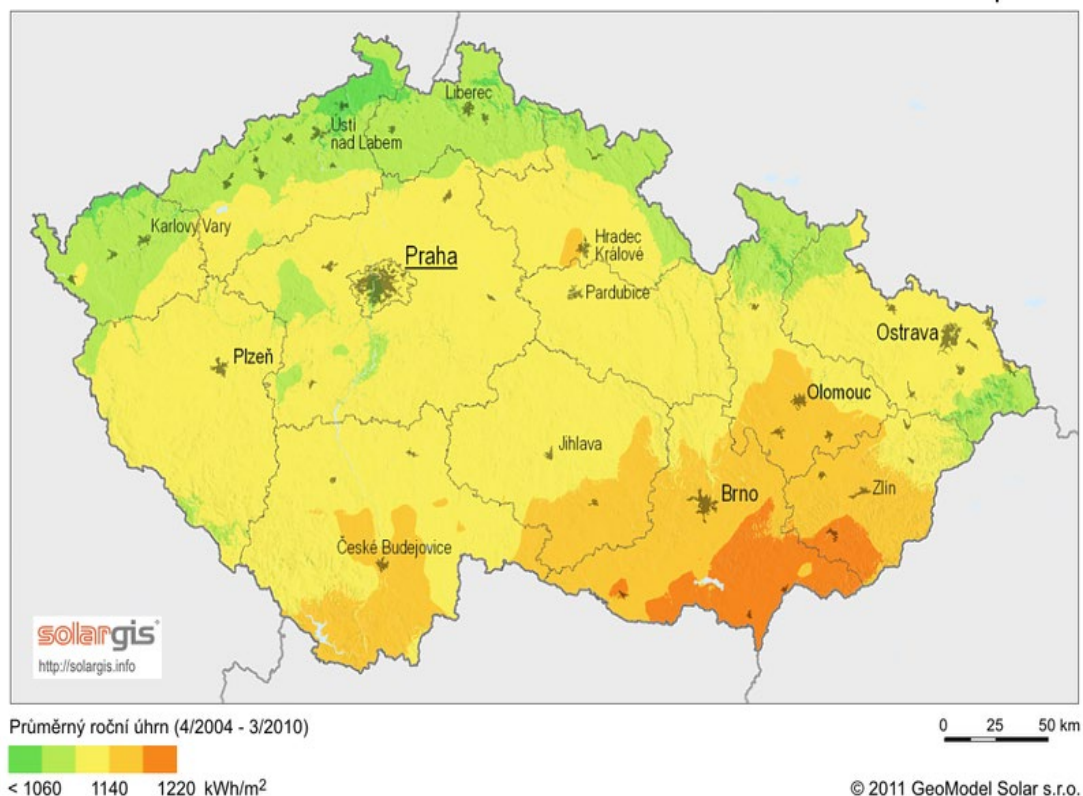 Liberec
Ústí
nad Labem
Karlovy Vary
Praha
Hradec
Králové
Pardubice
Plzeň
Ostrava
Olomouc
Jihlava
Brno
Zlín
České Budejovice
solargis
http://solargis.info
Průměrný roční úhrn (4/2004 - 3/2010)
0 25 50 km
< 1060 1140 1220 kWh/m²
© 2011 GeoModel Solar s.r.o.